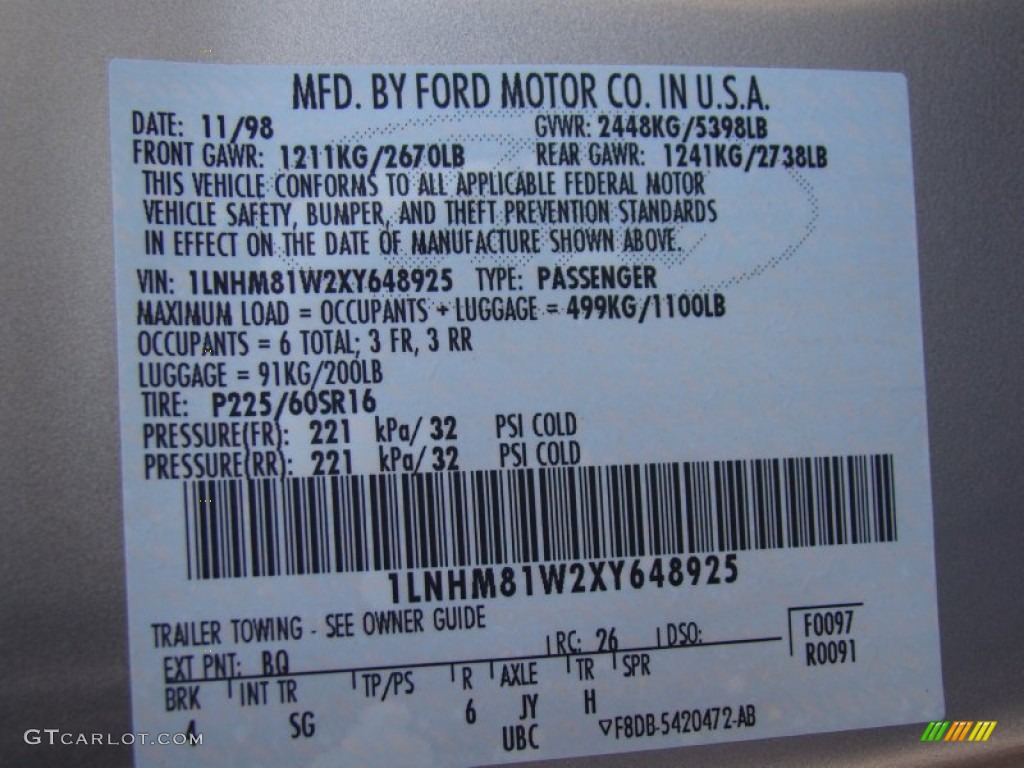 MFD. BY FORD MOTOR CO. IN U.S.A.
DATE: 11/98 GVWR: 2448KG/5398LB
FRONT GAWR: 1211KG/2670LB REAR GAWR: 1241KG/2738LB
THIS VEHICLE CONFORMS TO ALL APPLICABLE FEDERAL MOTOR
VEHICLE SAFETY, BUMPER, AND THEFT PREVENTION STANDARDS
IN EFFECT ON THE DATE OF MANUFACTURE SHOWN ABOVE.
VIN: 1LNHM81W2XY648925 TYPE: PASSENGER
MAXIMUM LOAD = OCCUPANTS + LUGGAGE = 499KG/1100LB
OCCUPANTS = 6 TOTAL; 3 FR, 3 RR
LUGGAGE = 91KG/200LB
TIRE: P225/60SR16
PRESSURE(FR): 221 kPa/ 32 PSI COLD
PRESSURE(RR): 221 kPa/ 32 PSI COLD
1LNHM81W2XY648925
TRAILER TOWING - SEE OWNER GUIDE
EXT PNT: BQ RC: 26 DSO: F0097
R0091
BRK INT TR TP/PS R AXLE TR SPR
4 SG 6 JY H
UBC ▽F8DB-5420472-AB
GTCARLOT.COM